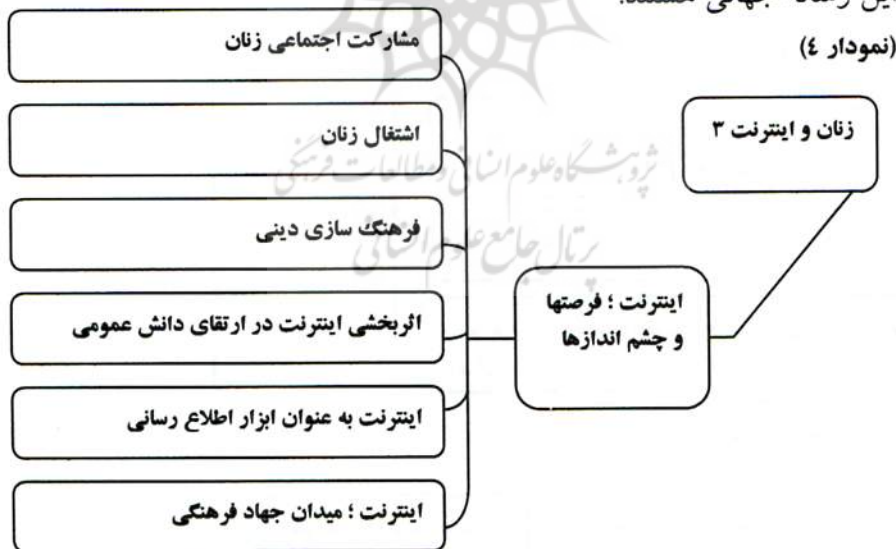 (نمودار ٤)
زنان و اینترنت ۳
اینترنت ؛ فرصتها
و چشم اندازها
مشارکت اجتماعی زنان
اشتغال زنان
فرهنگ سازی دینی
اثربخشی اینترنت در ارتقای دانش عمومی
اینترنت به عنوان ابزار اطلاع رسانی
اینترنت ؛ میدان جهاد فرهنگی
پژوهشگاه علوم انسانی و مطالعات فرهنگی
پرتال جامع علوم انسانی